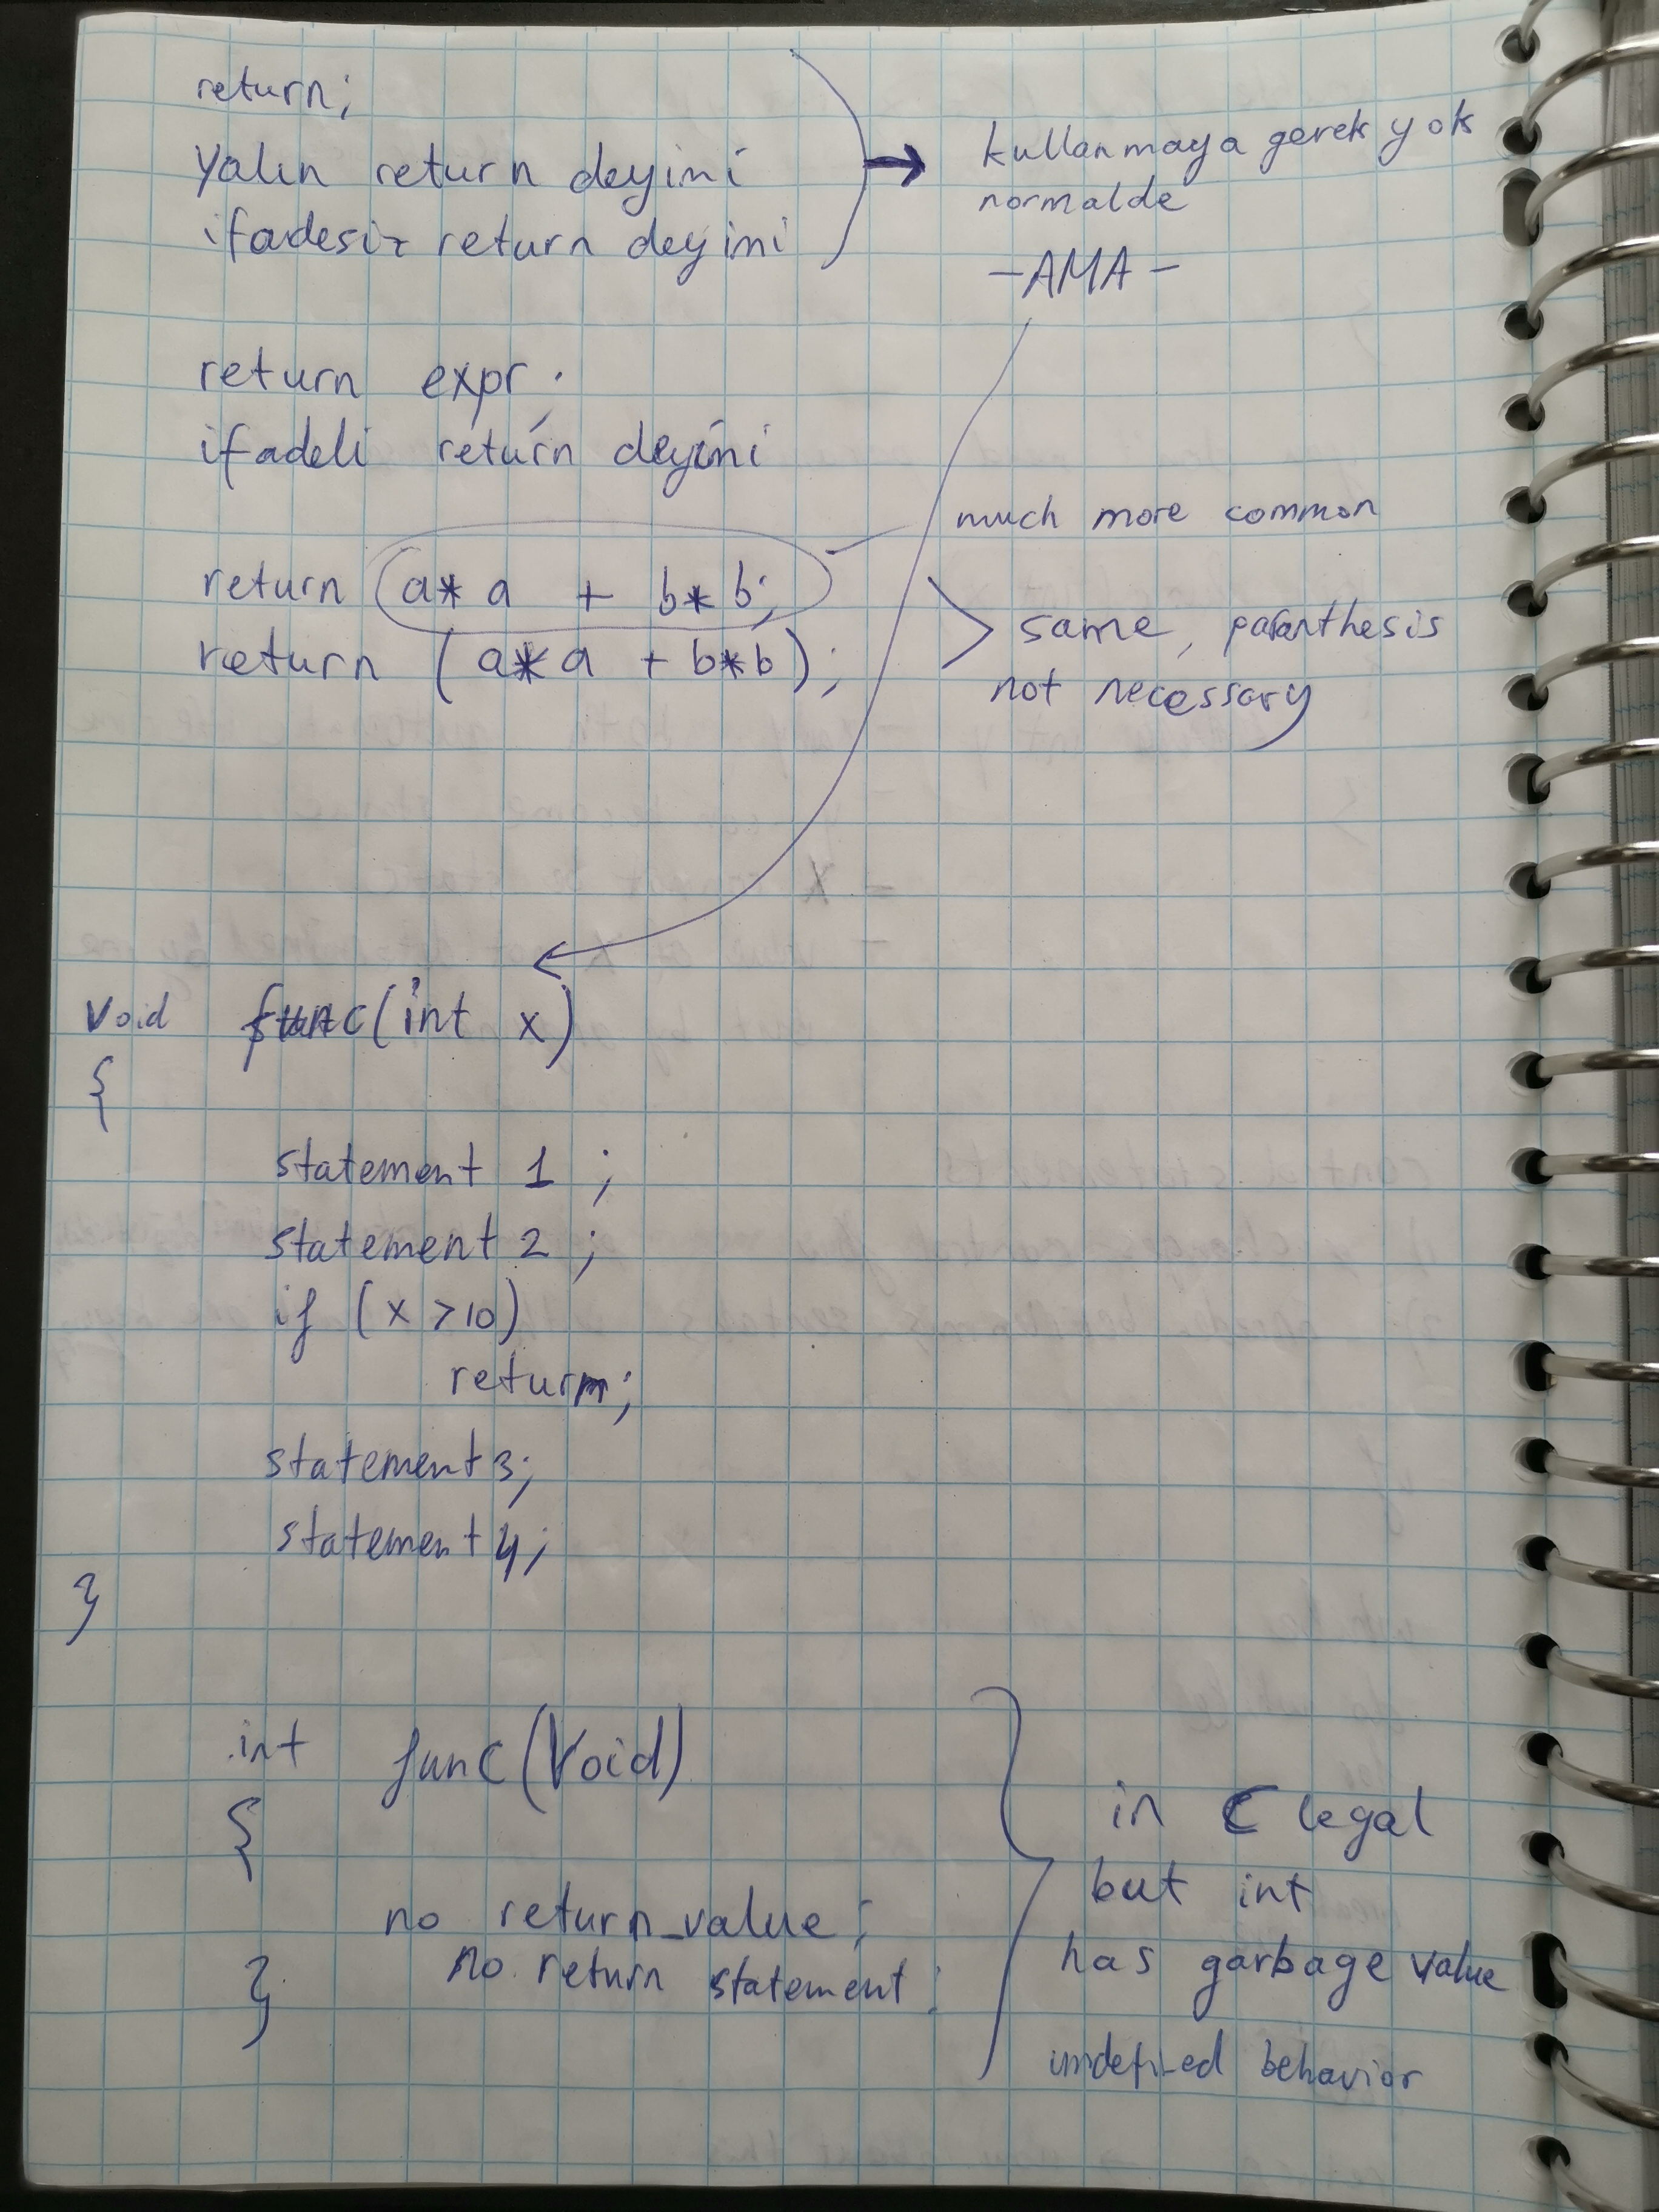 return;
Yalın return deyimi
ifadesiz return deyimi
kullanmaya gerek yok
normalde
-AMA-
return expr;
ifadeli return deyimi
much more common
return a*a + b*b;
return (a*a + b*b);
same, paranthesis
not necessary
void func(int x)
{
statement 1;
statement 2;
if (x > 10)
return;
statement 3;
statement 4;
}
int func(void)
{
no return_value;
no return statement;
}
in C legal
but int
has garbage value
undefined behavior